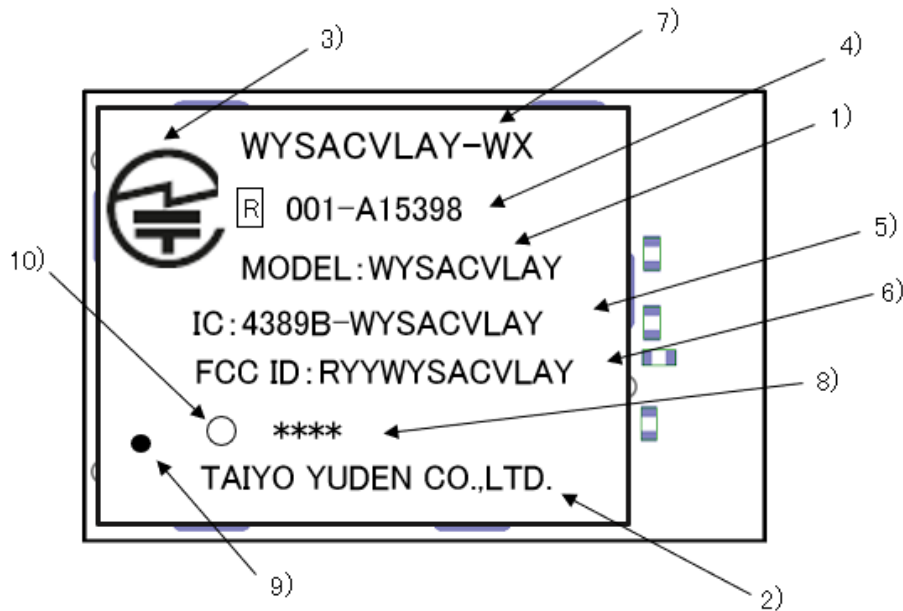 3)
7)
4)
1)
WYSACVLAY-WX
R 001-A15398
5)
10)
MODEL:WYSACVLAY
6)
IC:4389B-WYSACVLAY
FCC ID:RYYWYSACVLAY
8)
****
TAIYO YUDEN CO.,LTD.
9)
2)